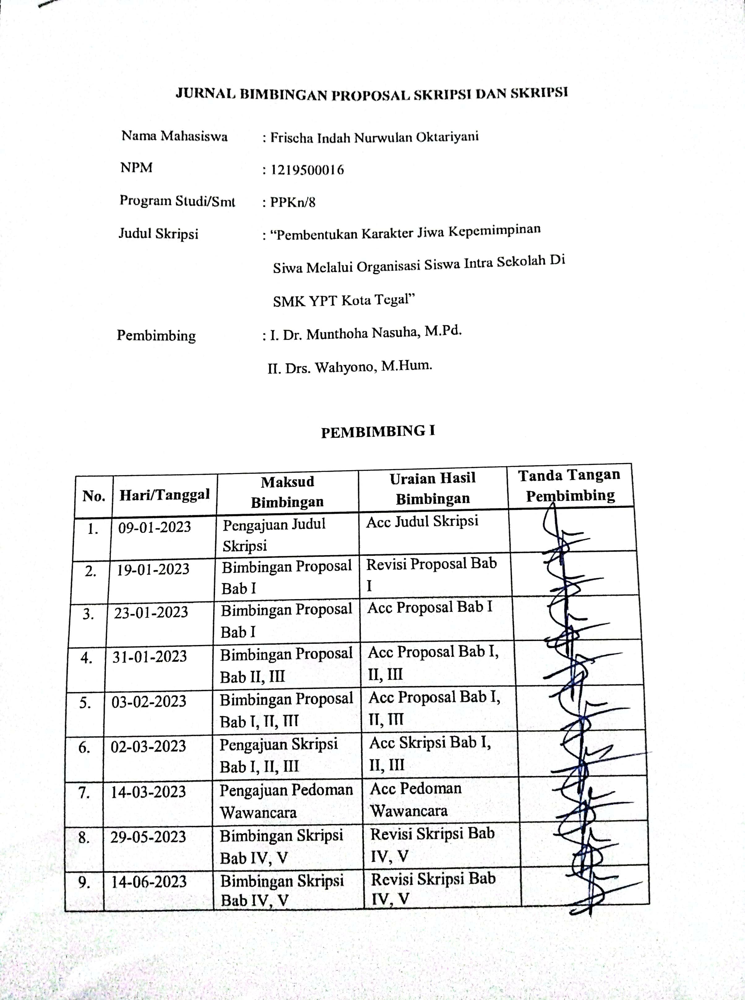 JURNAL BIMBINGAN PROPOSAL SKRIPSI DAN SKRIPSI
Nama Mahasiswa : Frischa Indah Nurwulan Oktariyani
NPM : 1219500016
Program Studi/Smt : PPKn/8
Judul Skripsi : “Pembentukan Karakter Jiwa Kepemimpinan
Siwa Melalui Organisasi Siswa Intra Sekolah Di
SMK YPT Kota Tegal”
Pembimbing : I. Dr. Munthoha Nasuha, M.Pd.
II. Drs. Wahyono, M.Hum.
PEMBIMBING I
No. Hari/Tanggal Maksud Uraian Hasil Tanda Tangan
Bimbingan Bimbingan Pembimbing
1. 09-01-2023 Pengajuan Judul Acc Judul Skripsi
Skripsi
2. 19-01-2023 Bimbingan Proposal Revisi Proposal Bab
Bab I I
3. 23-01-2023 Bimbingan Proposal Acc Proposal Bab I
Bab I
4. 31-01-2023 Bimbingan Proposal Acc Proposal Bab I,
Bab II, III II, III
5. 03-02-2023 Bimbingan Proposal Acc Proposal Bab I,
Bab I, II, III II, III
6. 02-03-2023 Pengajuan Skripsi Acc Skripsi Bab I,
Bab I, II, III II, III
7. 14-03-2023 Pengajuan Pedoman Acc Pedoman
Wawancara Wawancara
8. 29-05-2023 Bimbingan Skripsi Revisi Skripsi Bab
Bab IV, V IV, V
9. 14-06-2023 Bimbingan Skripsi Revisi Skripsi Bab
Bab IV, V IV, V